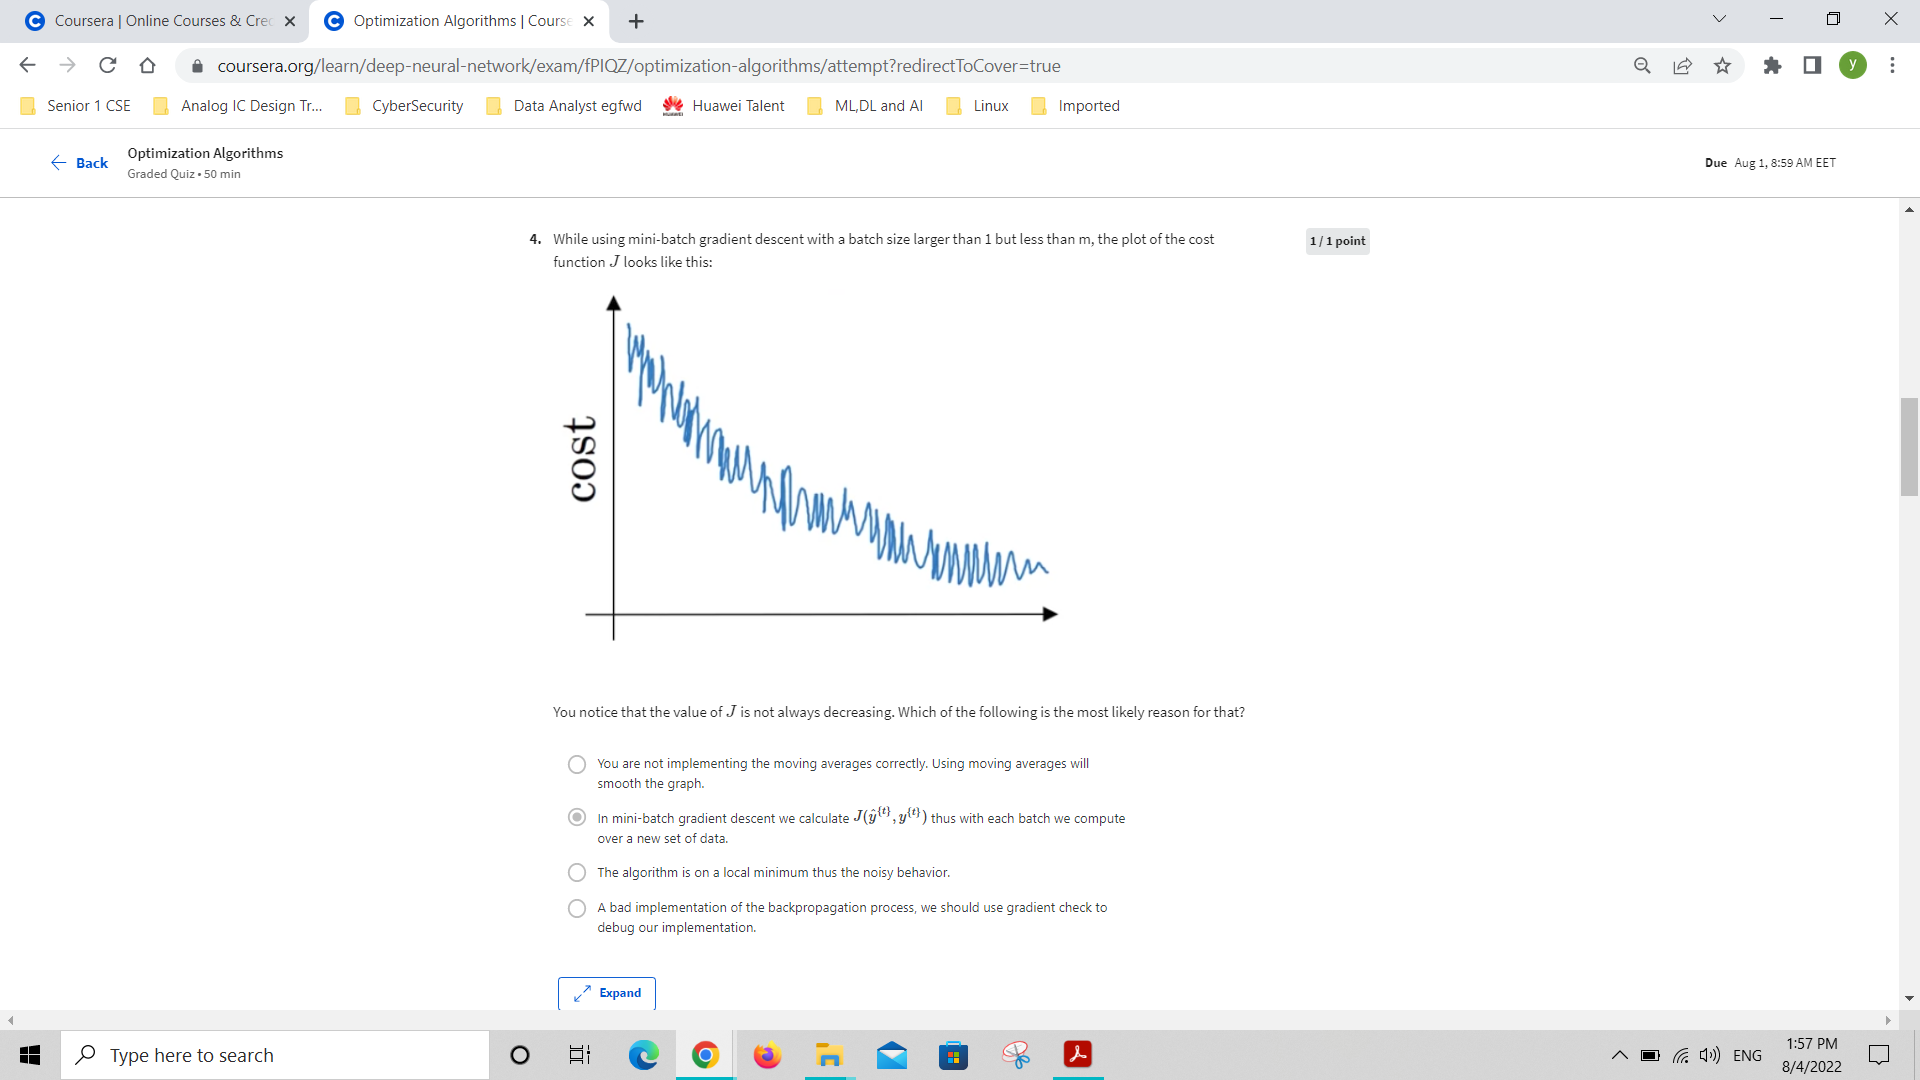 Coursera | Online Courses & Cre
Optimization Algorithms | Course
coursera.org/learn/deep-neural-network/exam/fPIQZ/optimization-algorithms/attempt?redirectToCover=true
y
Senior 1 CSE
Analog IC Design Tr...
CyberSecurity
Data Analyst egfwd
Huawei Talent
ML,DL and AI
Linux
Imported
Back
Optimization Algorithms
Graded Quiz • 50 min
Due Aug 1, 8:59 AM EET
4. While using mini-batch gradient descent with a batch size larger than 1 but less than m, the plot of the cost
function J looks like this:
1 / 1 point
cost
You notice that the value of J is not always decreasing. Which of the following is the most likely reason for that?
You are not implementing the moving averages correctly. Using moving averages will
smooth the graph.
In mini-batch gradient descent we calculate J(ŷ^{t}, y^{t}) thus with each batch we compute
over a new set of data.
The algorithm is on a local minimum thus the noisy behavior.
A bad implementation of the backpropagation process, we should use gradient check to
debug our implementation.
Expand
Type here to search
ENG
1:57 PM
8/4/2022